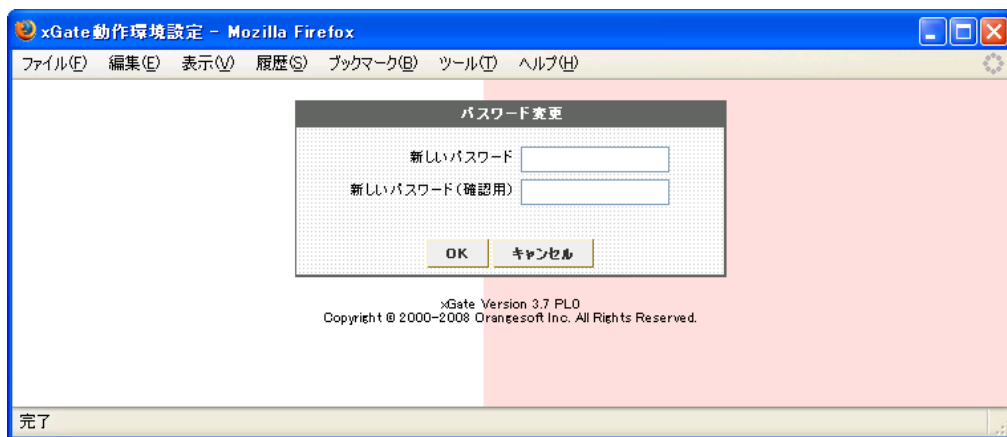 xGate動作環境設定 - Mozilla Firefox
ファイル(F) 編集(E) 表示(V) 履歴(S) ブックマーク(B) ツール(T) ヘルプ(H)
パスワード変更
新しいパスワード
新しいパスワード(確認用)
OK キャンセル
xGate Version 3.7 PL0
Copyright © 2000-2008 Orangesoft Inc. All Rights Reserved.
完了